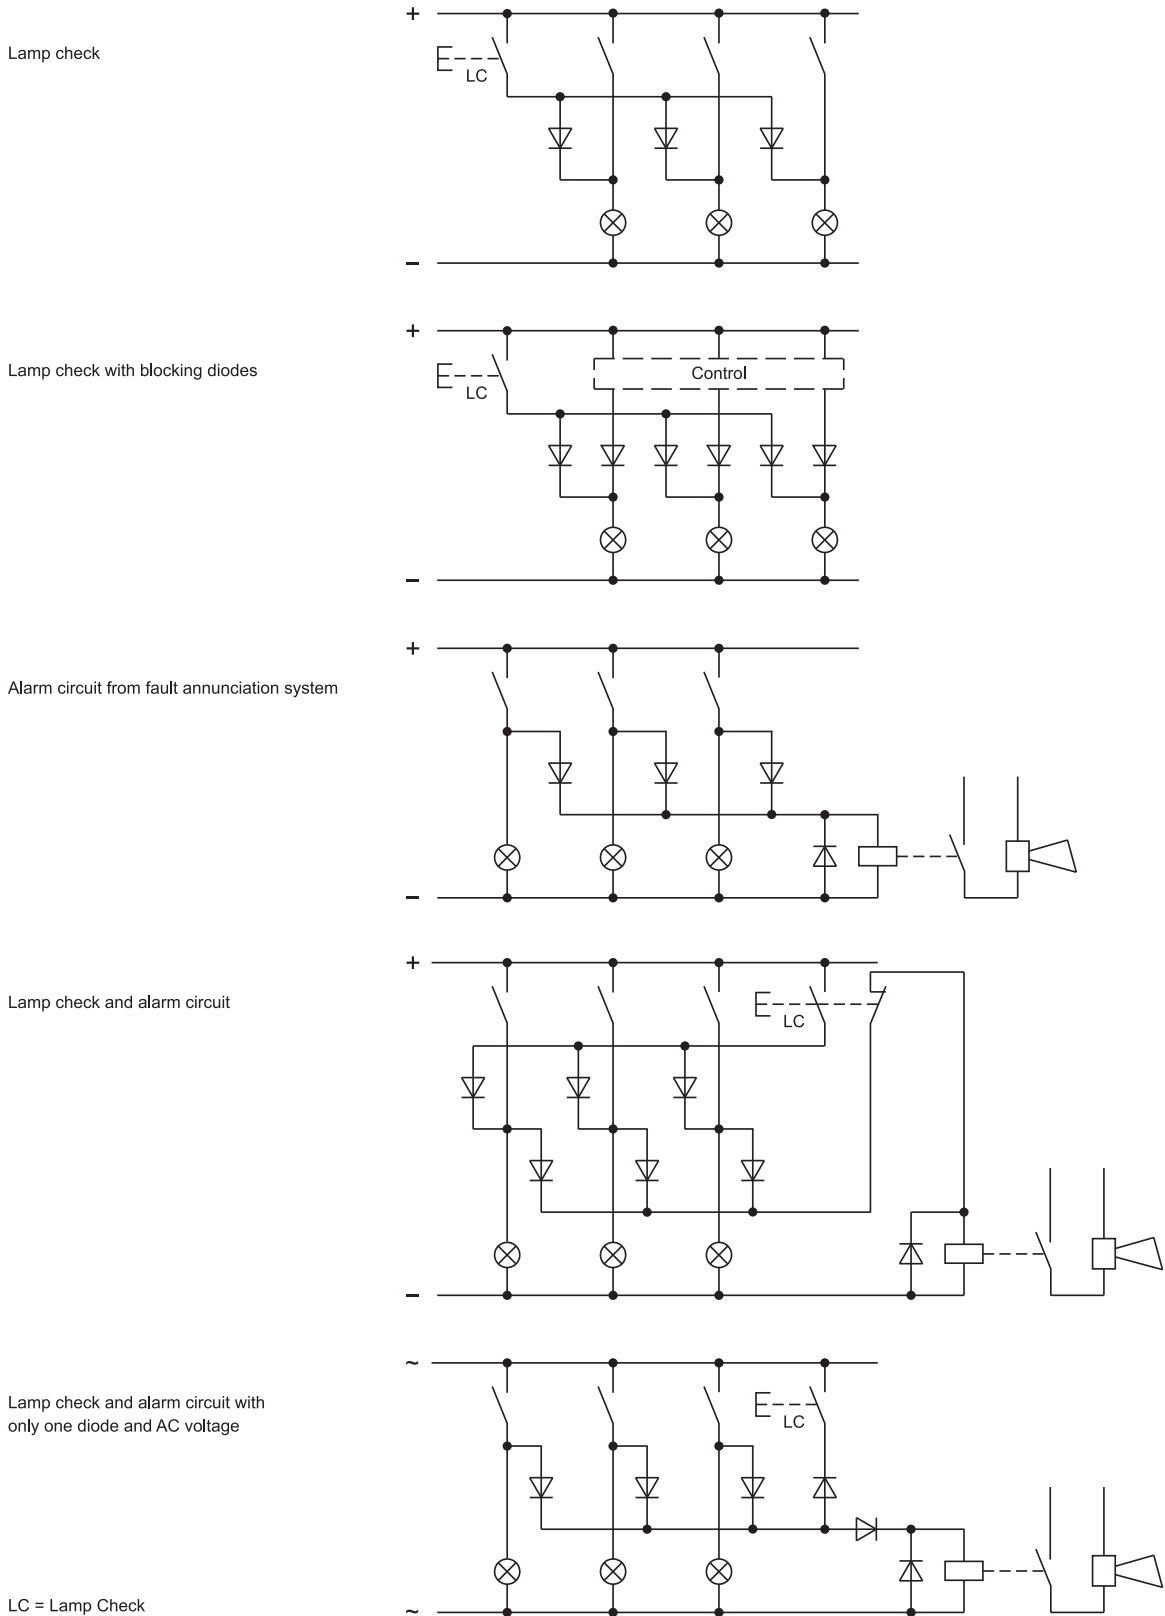 +
Lamp check
LC
−
+
Lamp check with blocking diodes
Control
LC
−
+
Alarm circuit from fault annunciation system
−
+
Lamp check and alarm circuit
LC
−
~
Lamp check and alarm circuit with
only one diode and AC voltage
LC
LC = Lamp Check
~